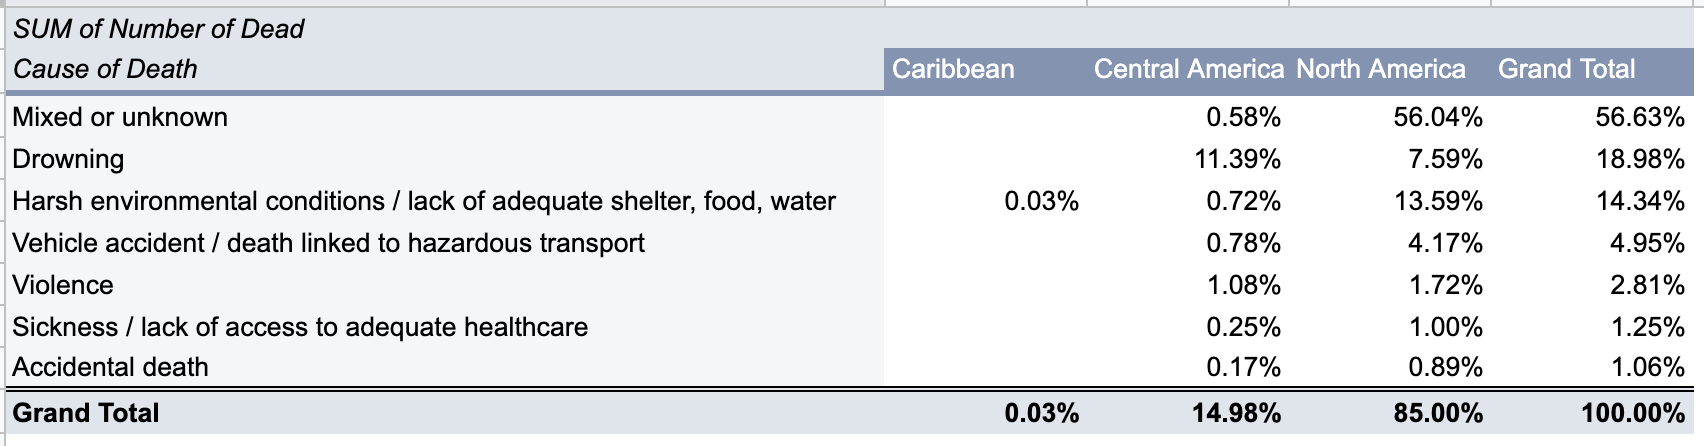 SUM of Number of Dead
Cause of Death Caribbean Central America North America Grand Total
Mixed or unknown 0.58% 56.04% 56.63%
Drowning 11.39% 7.59% 18.98%
Harsh environmental conditions / lack of adequate shelter, food, water 0.03% 0.72% 13.59% 14.34%
Vehicle accident / death linked to hazardous transport 0.78% 4.17% 4.95%
Violence 1.08% 1.72% 2.81%
Sickness / lack of access to adequate healthcare 0.25% 1.00% 1.25%
Accidental death 0.17% 0.89% 1.06%
Grand Total 0.03% 14.98% 85.00% 100.00%